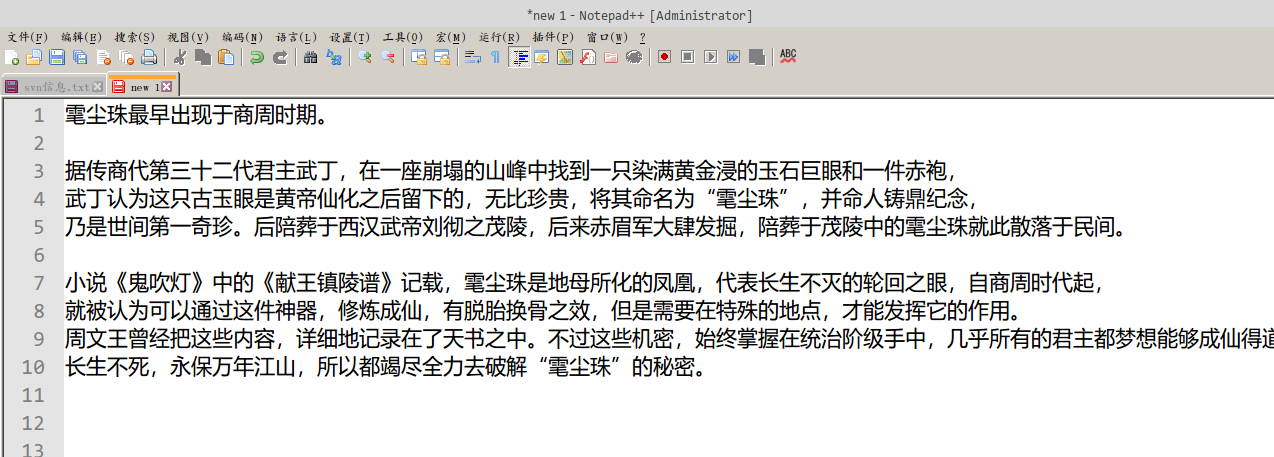 *new 1 - Notepad++ [Administrator]
文件(F) 编辑(E) 搜索(S) 视图(V) 编码(N) 语言(L) 设置(T) 工具(O) 宏(M) 运行(R) 插件(P) 窗口(W) ?
ABC
svn信息.txt new 1
1 雮尘珠最早出现于商周时期。
2
3 据传商代第三十二代君主武丁，在一座崩塌的山峰中找到一只染满黄金浸的玉石巨眼和一件赤袍，
4 武丁认为这只古玉眼是黄帝仙化之后留下的，无比珍贵，将其命名为“雮尘珠”，并命人铸鼎纪念，
5 乃是世间第一奇珍。后陪葬于西汉武帝刘彻之茂陵，后来赤眉军大肆发掘，陪葬于茂陵中的雮尘珠就此散落于民间。
6
7 小说《鬼吹灯》中的《献王镇陵谱》记载，雮尘珠是地母所化的凤凰，代表长生不灭的轮回之眼，自商周时代起，
8 就被认为可以通过这件神器，修炼成仙，有脱胎换骨之效，但是需要在特殊的地点，才能发挥它的作用。
9 周文王曾经把这些内容，详细地记录在了天书之中。不过这些机密，始终掌握在统治阶级手中，几乎所有的君主都梦想能够成仙得道
10 长生不死，永保万年江山，所以都竭尽全力去破解“雮尘珠”的秘密。
11
12
13